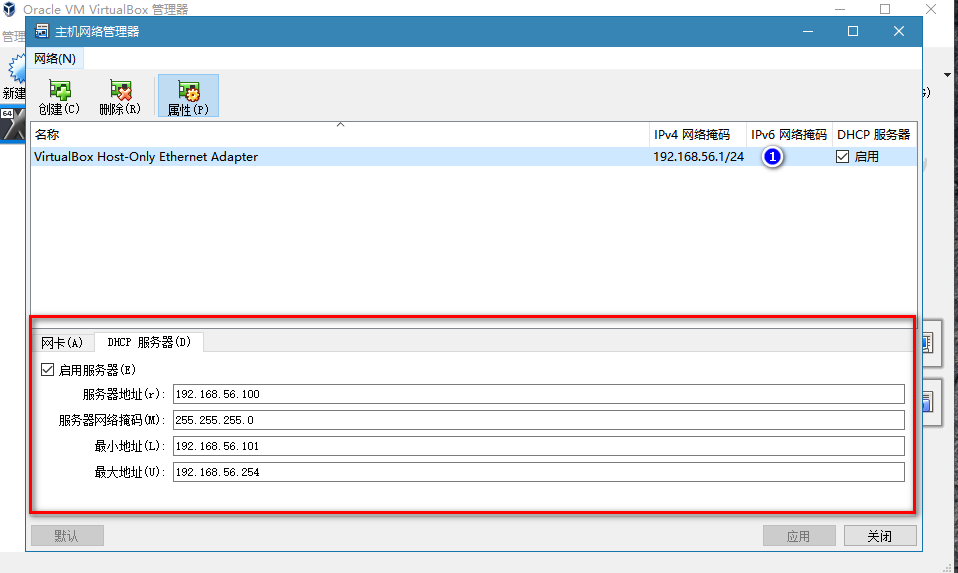 Oracle VM VirtualBox 管理器
管理
主机网络管理器
网络(N)
新建
64
创建(C) 删除(R) 属性(P)
名称 IPv4 网络掩码 IPv6 网络掩码 DHCP 服务器
VirtualBox Host-Only Ethernet Adapter 192.168.56.1/24 1 启用
网卡(A) DHCP 服务器(D)
启用服务器(E)
服务器地址(r): 192.168.56.100
服务器网络掩码(M): 255.255.255.0
最小地址(L): 192.168.56.101
最大地址(U): 192.168.56.254
默认 应用 关闭